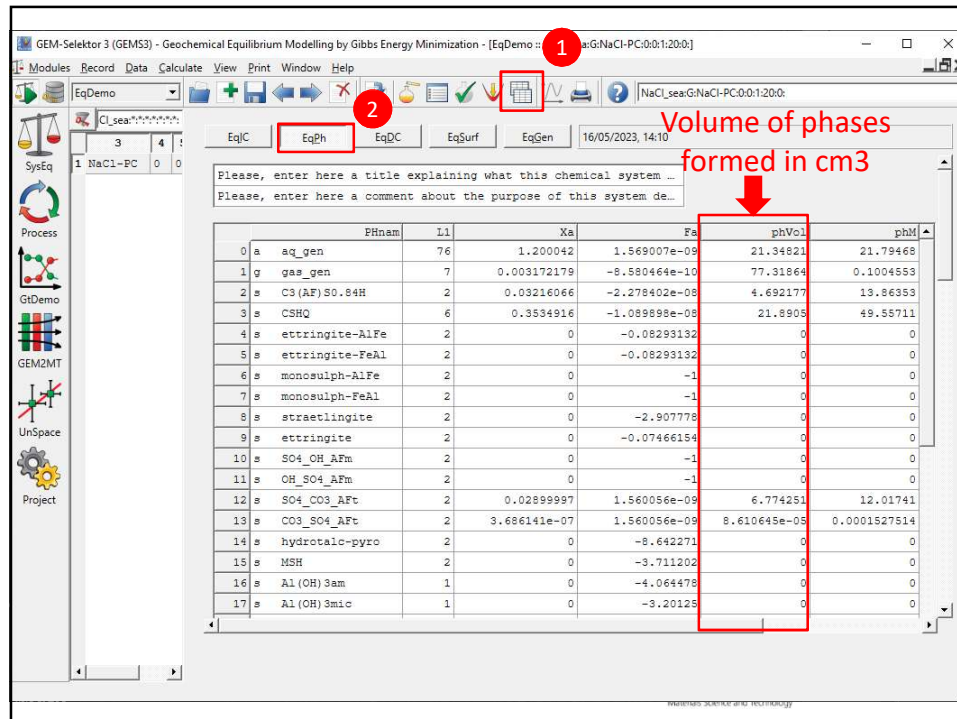 GEM-Selektor 3 (GEMS3) - Geochemical Equilibrium Modelling by Gibbs Energy Minimization - [EqDemo :: a:G:NaCl-PC:0:0:1:20:0:]
1
Modules Record Data Calculate View Print Window Help
EqDemo
NaCl_sea:G:NaCl-PC:0:0:1:20:0:
2
Cl_sea:*:*:*:*:*:*:*:
3 4
1 NaCl-PC 0 0
SysEq
Process
GtDemo
GEM2MT
UnSpace
Project
EqIC EqPh EqDC EqSurf EqGen 16/05/2023, 14:10
Volume of phases
formed in cm3
Please, enter here a title explaining what this chemical system …
Please, enter here a comment about the purpose of this system de…
PHnam L1 Xa Fa phVol phM
0 a aq_gen 76 1.200042 1.569007e-09 21.34821 21.79468
1 g gas_gen 7 0.003172179 -8.580464e-10 77.31864 0.1004553
2 s C3(AF)S0.84H 2 0.03216066 -2.278402e-08 4.692177 13.86353
3 s CSHQ 6 0.3534916 -1.089898e-08 21.8905 49.55711
4 s ettringite-AlFe 2 0 -0.08293132 0 0
5 s ettringite-FeAl 2 0 -0.08293132 0 0
6 s monosulph-AlFe 2 0 -1 0 0
7 s monosulph-FeAl 2 0 -1 0 0
8 s straetlingite 2 0 -2.907778 0 0
9 s ettringite 2 0 -0.07466154 0 0
10 s SO4_OH_AFm 2 0 -1 0 0
11 s OH_SO4_AFm 2 0 -1 0 0
12 s SO4_CO3_AFt 2 0.02899997 1.560056e-09 6.774251 12.01741
13 s CO3_SO4_AFt 2 3.686141e-07 1.560056e-09 8.610645e-05 0.0001527514
14 s hydrotalc-pyro 2 0 -8.642271 0 0
15 s MSH 2 0 -3.711202 0 0
16 s Al(OH)3am 1 0 -4.064478 0 0
17 s Al(OH)3mic 1 0 -3.20125 0 0
Materials Science and Technology